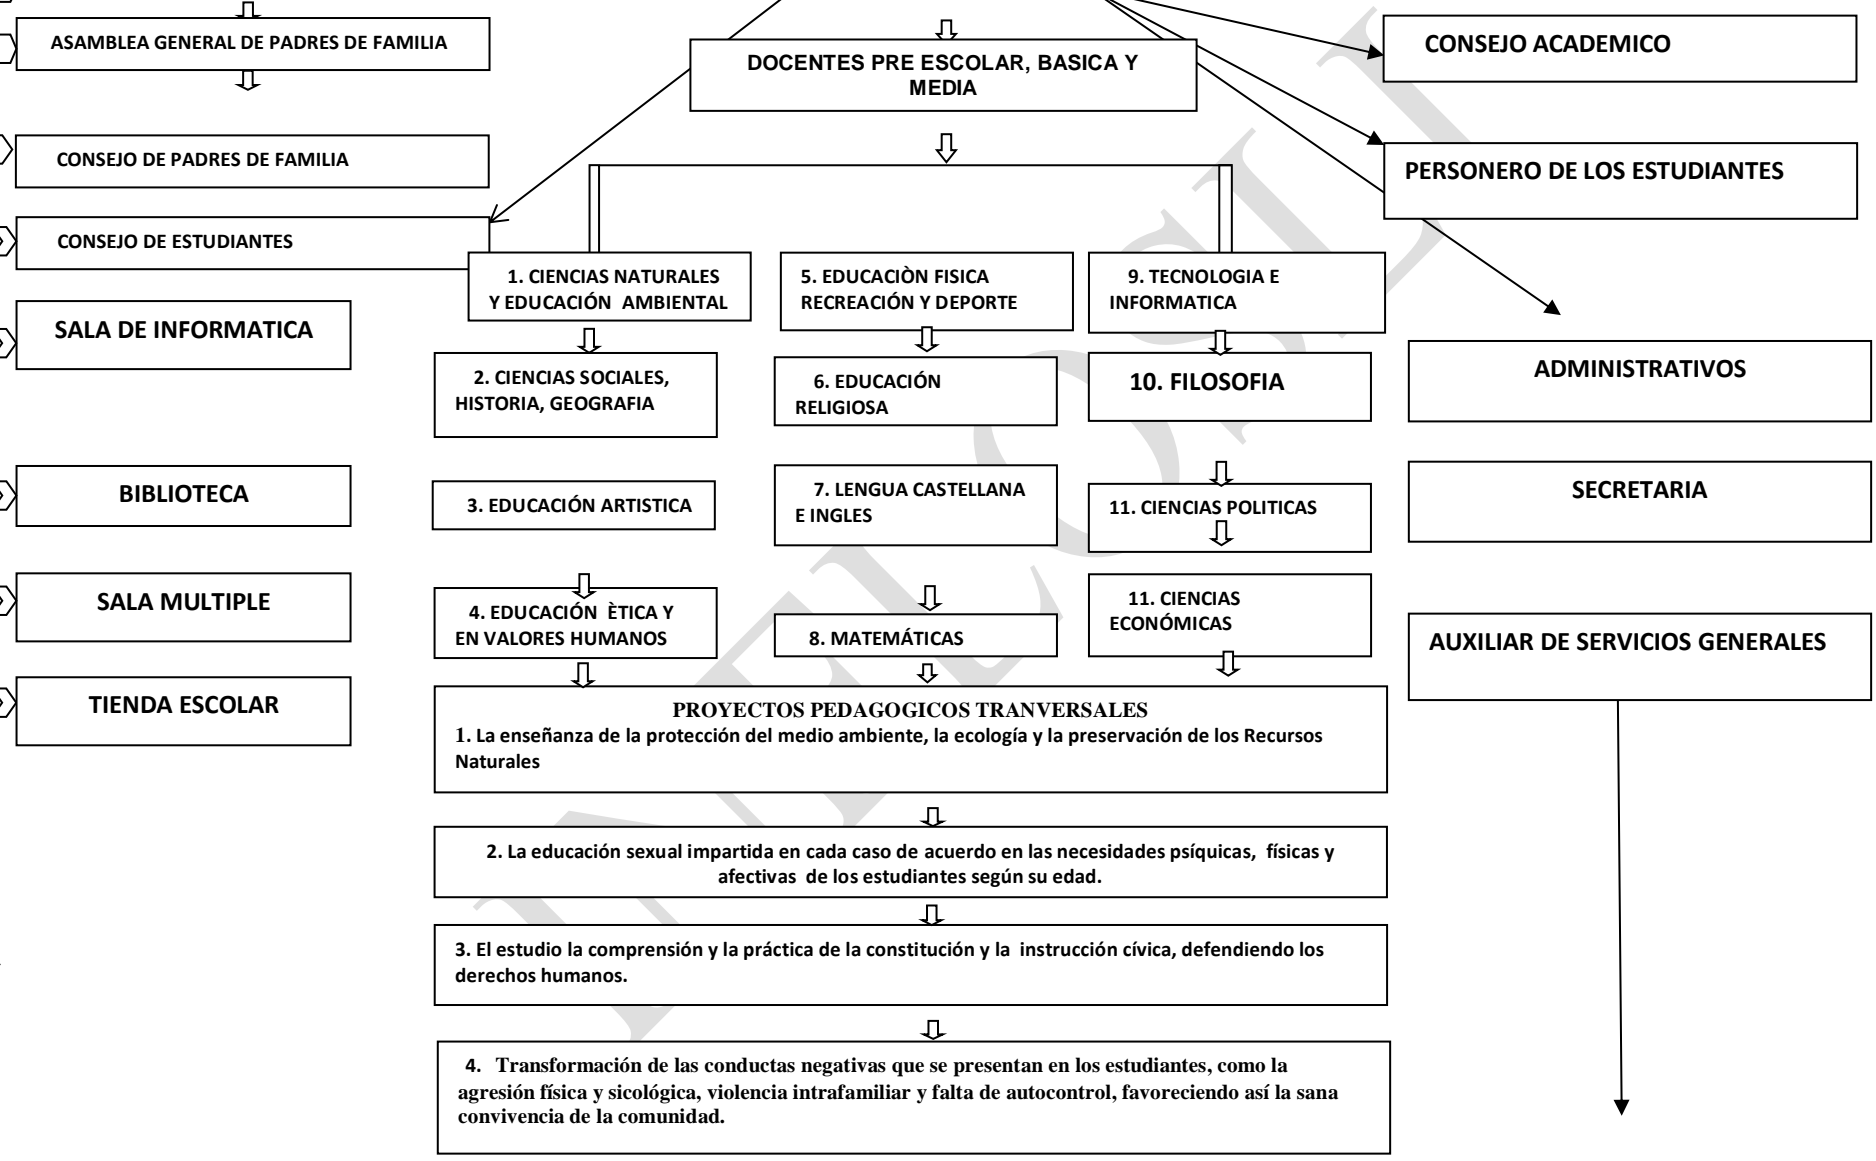 ASAMBLEA GENERAL DE PADRES DE FAMILIA
CONSEJO DE PADRES DE FAMILIA
CONSEJO DE ESTUDIANTES
SALA DE INFORMATICA
BIBLIOTECA
SALA MULTIPLE
TIENDA ESCOLAR
DOCENTES PRE ESCOLAR, BASICA Y
MEDIA
1. CIENCIAS NATURALES
Y EDUCACIÓN AMBIENTAL
2. CIENCIAS SOCIALES,
HISTORIA, GEOGRAFIA
3. EDUCACIÓN ARTISTICA
4. EDUCACIÓN ÈTICA Y
EN VALORES HUMANOS
5. EDUCACIÒN FISICA
RECREACIÓN Y DEPORTE
6. EDUCACIÓN
RELIGIOSA
7. LENGUA CASTELLANA
E INGLES
8. MATEMÁTICAS
9. TECNOLOGIA E
INFORMATICA
10. FILOSOFIA
11. CIENCIAS POLITICAS
11. CIENCIAS
ECONÓMICAS
PROYECTOS PEDAGOGICOS TRANVERSALES
1. La enseñanza de la protección del medio ambiente, la ecología y la preservación de los Recursos
Naturales
2. La educación sexual impartida en cada caso de acuerdo en las necesidades psíquicas, físicas y
afectivas de los estudiantes según su edad.
3. El estudio la comprensión y la práctica de la constitución y la instrucción cívica, defendiendo los
derechos humanos.
4. Transformación de las conductas negativas que se presentan en los estudiantes, como la
agresión física y sicológica, violencia intrafamiliar y falta de autocontrol, favoreciendo así la sana
convivencia de la comunidad.
CONSEJO ACADEMICO
PERSONERO DE LOS ESTUDIANTES
ADMINISTRATIVOS
SECRETARIA
AUXILIAR DE SERVICIOS GENERALES